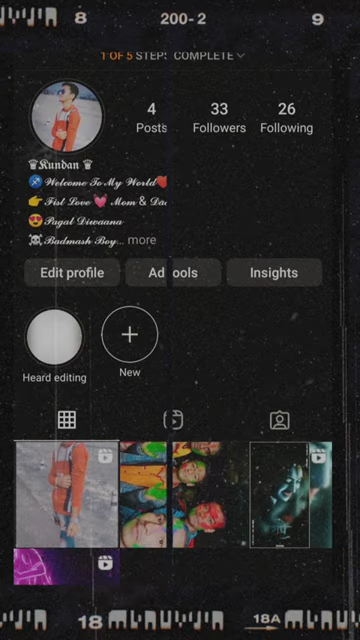 8 200-2 9
1 OF 5 STEPS COMPLETE
4 33 26
Posts Followers Following
♛𝕶𝖚𝖓𝖉𝖆𝖓 ♛
♐𝓦𝓮𝓵𝓬𝓸𝓶𝓮 𝓣𝓸 𝓜𝔂 𝓦𝓸𝓻𝓵𝓭
👉𝓕𝓲𝓼𝓽 𝓛𝓸𝓿𝓮 💓 𝓜𝓸𝓶 & 𝓓𝓪𝓭
😍𝓟𝓪𝓰𝓪𝓵 𝓓𝓲𝔀𝓪𝓪𝓷𝓪
☠𝓑𝓪𝓭𝓶𝓪𝓼𝓱 𝓑𝓸𝔂... more
Edit profile Ad ools Insights
Heard editing New
18 18A